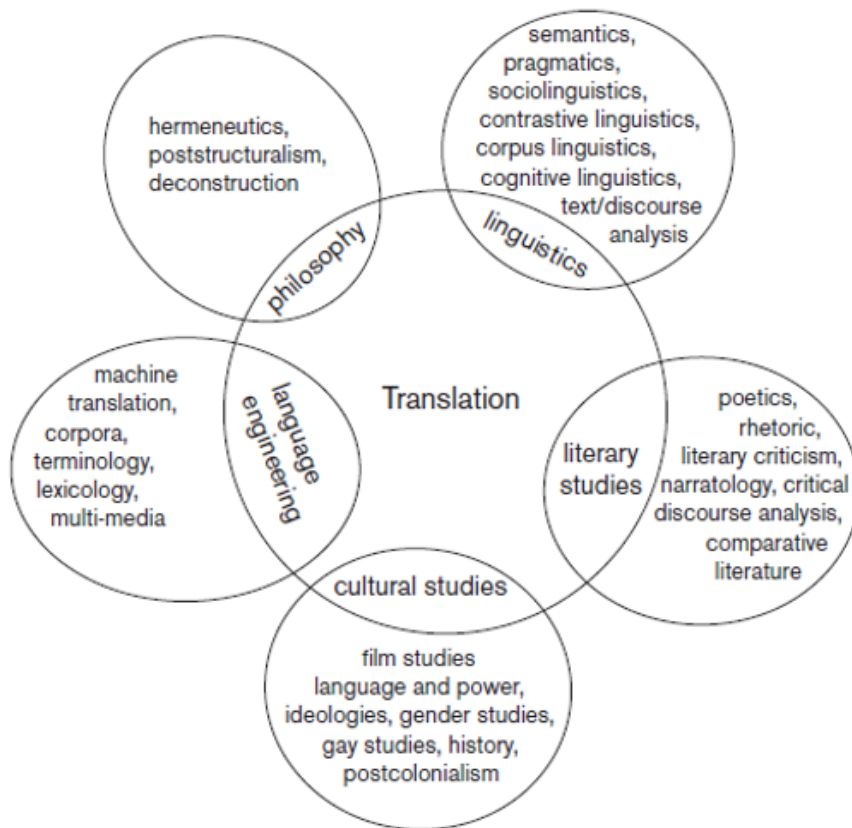 semantics,
pragmatics,
sociolinguistics,
contrastive linguistics,
corpus linguistics,
cognitive linguistics,
text/discourse
analysis
linguistics
hermeneutics,
poststructuralism,
deconstruction
philosophy
Translation
machine
translation,
corpora,
terminology,
lexicology,
multi-media
language
engineering
literary
studies
poetics,
rhetoric,
literary criticism,
narratology, critical
discourse analysis,
comparative
literature
cultural studies
film studies
language and power,
ideologies, gender studies,
gay studies, history,
postcolonialism